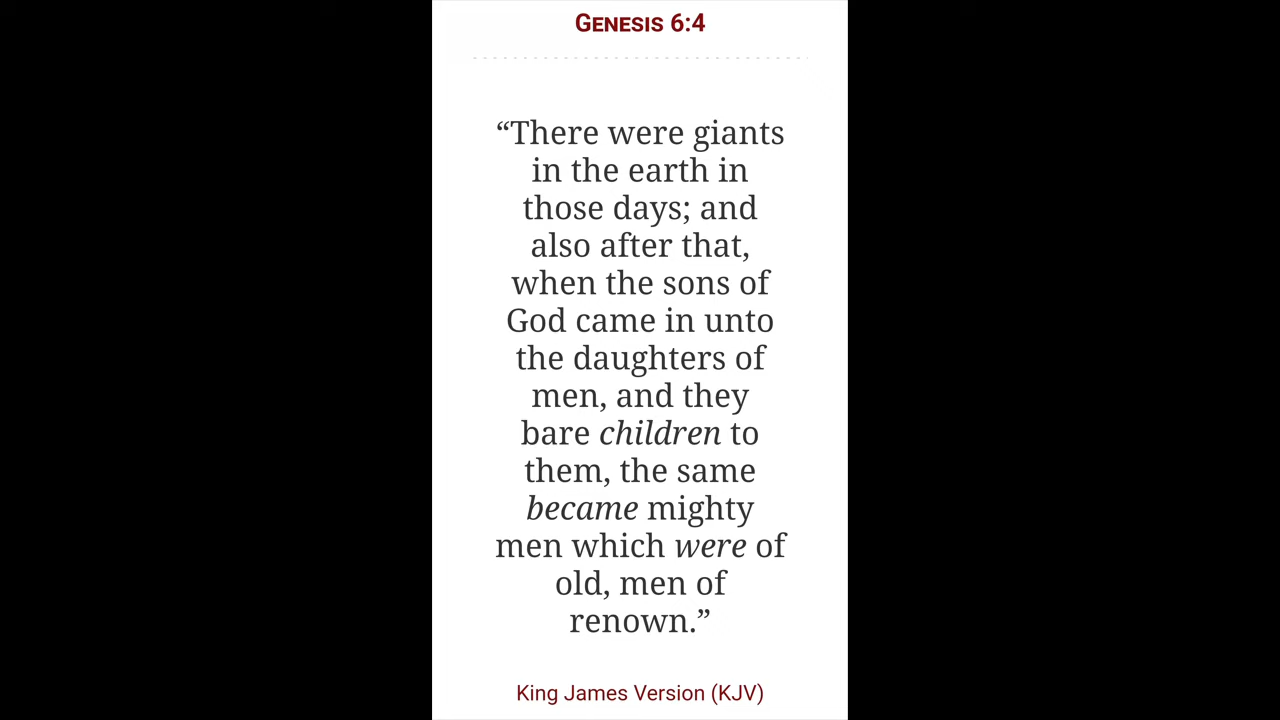 GENESIS 6:4
“There were giants
in the earth in
those days; and
also after that,
when the sons of
God came in unto
the daughters of
men, and they
bare children to
them, the same
became mighty
men which were of
old, men of
renown.”
King James Version (KJV)